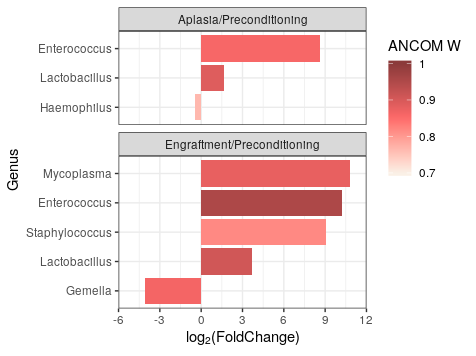 Aplasia/Preconditioning
Enterococcus
Lactobacillus
Haemophilus
Engraftment/Preconditioning
Mycoplasma
Enterococcus
Staphylococcus
Lactobacillus
Gemella
-6 -3 0 3 6 9 12
log₂(FoldChange)
Genus
ANCOM W
1
0.9
0.8
0.7